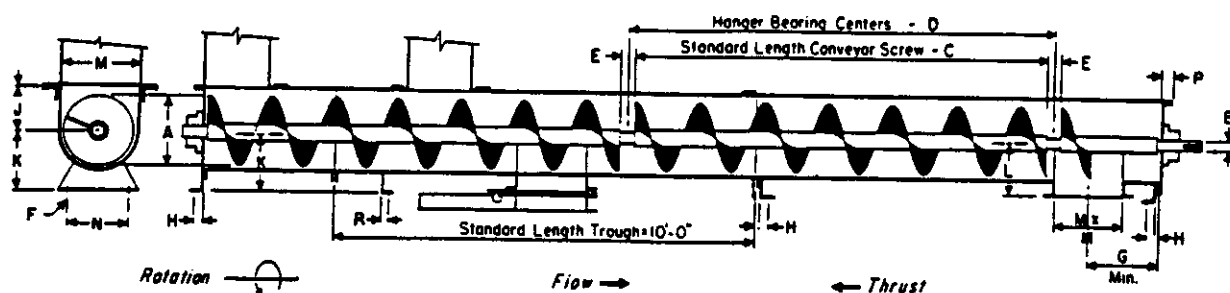 Hanger Bearing Centers - D
Standard Length Conveyor Screw - C
E
E
P
M
J
K
A
B
K
L
F
N
H
R
H
M x
M
H
Standard Length Trough=10'-0"
G
Min.
Rotation
Flow
Thrust